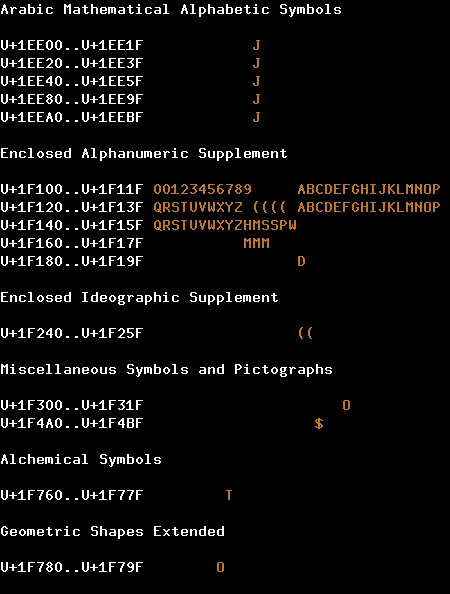 Arabic Mathematical Alphabetic Symbols
U+1EE00..U+1EE1F            J
U+1EE20..U+1EE3F            J
U+1EE40..U+1EE5F            J
U+1EE80..U+1EE9F            J
U+1EEA0..U+1EEBF            J
Enclosed Alphanumeric Supplement
U+1F100..U+1F11F 00123456789     ABCDEFGHIJKLMNOP
U+1F120..U+1F13F QRSTUVWXYZ (((( ABCDEFGHIJKLMNOP
U+1F140..U+1F15F QRSTUVWXYZHMSSPW
U+1F160..U+1F17F           MMM
U+1F180..U+1F19F                 D
Enclosed Ideographic Supplement
U+1F240..U+1F25F                 ((
Miscellaneous Symbols and Pictographs
U+1F300..U+1F31F                      O
U+1F4A0..U+1F4BF                   $
Alchemical Symbols
U+1F760..U+1F77F         T
Geometric Shapes Extended
U+1F780..U+1F79F        O